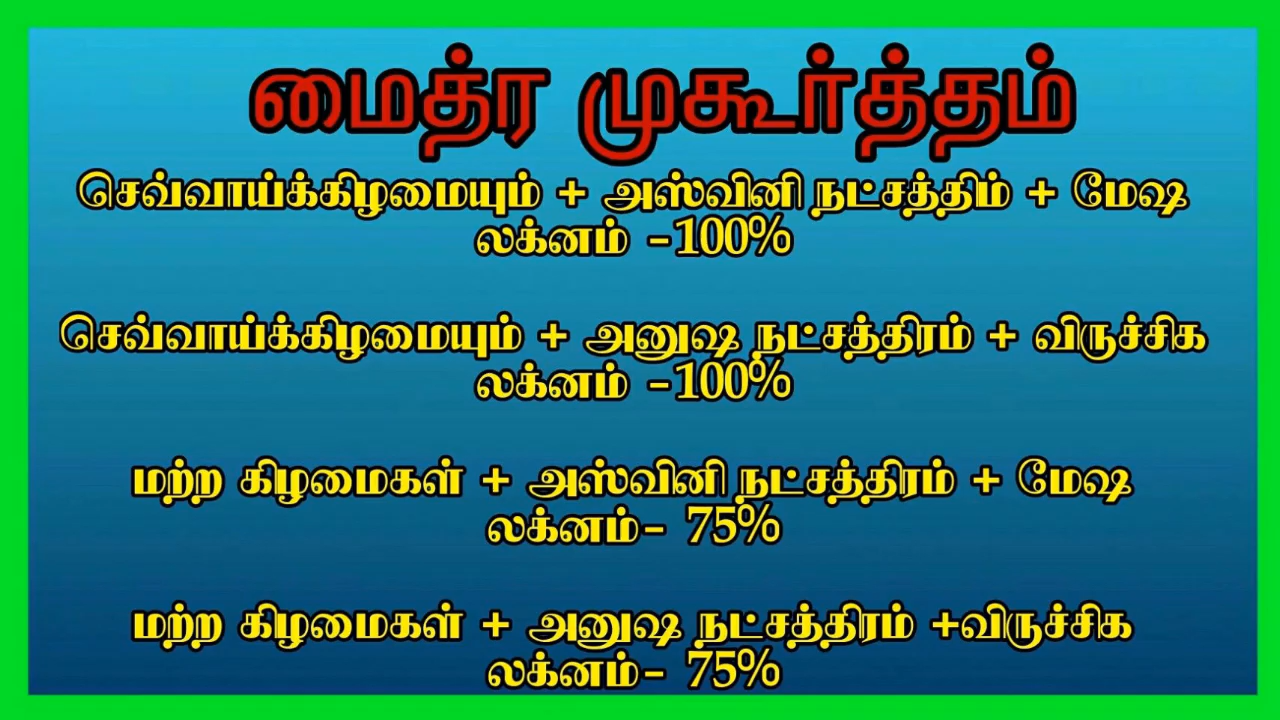 மைத்ர முகூர்த்தம்
செவ்வாய்க்கிழமையும் + அஸ்வினி நட்சத்திம் + மேஷ
லக்னம் -100%
செவ்வாய்க்கிழமையும் + அனுஷ நட்சத்திரம் + விருச்சிக
லக்னம் -100%
மற்ற கிழமைகள் + அஸ்வினி நட்சத்திரம் + மேஷ
லக்னம்- 75%
மற்ற கிழமைகள் + அனுஷ நட்சத்திரம் +விருச்சிக
லக்னம்- 75%